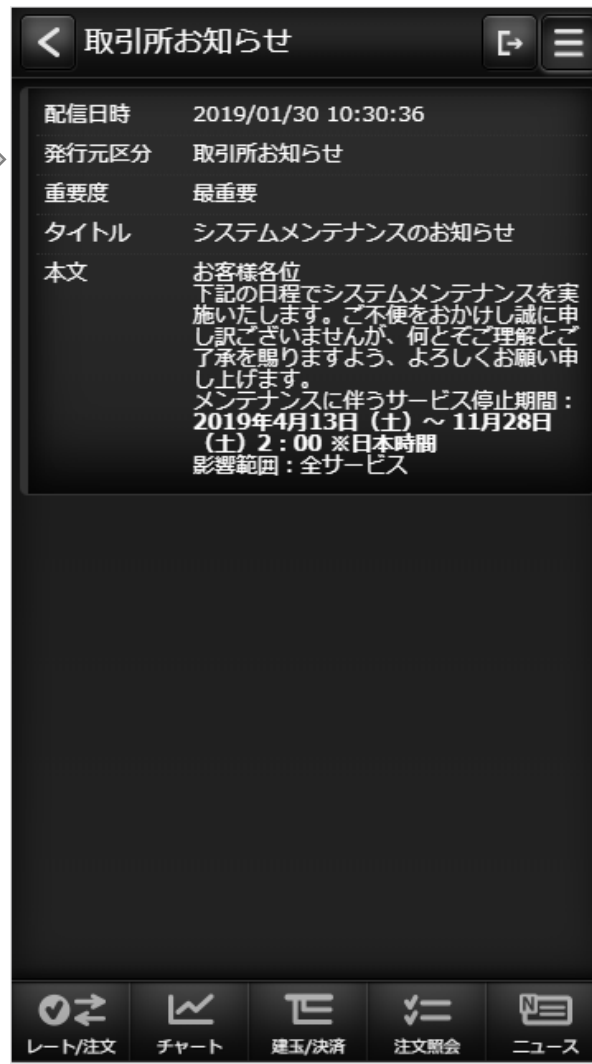 取引所お知らせ
配信日時 2019/01/30 10:30:36
発行元区分 取引所お知らせ
重要度 最重要
タイトル システムメンテナンスのお知らせ
本文 お客様各位
下記の日程でシステムメンテナンスを実
施いたします。ご不便をおかけし誠に申
し訳ございませんが、何とぞご理解とご
了承を賜りますよう、よろしくお願い申
し上げます。
メンテナンスに伴うサービス停止期間：
2019年4月13日（土）～ 11月28日
（土）2：00 ※日本時間
影響範囲：全サービス
レート/注文 チャート 建玉/決済 注文照会 ニュース